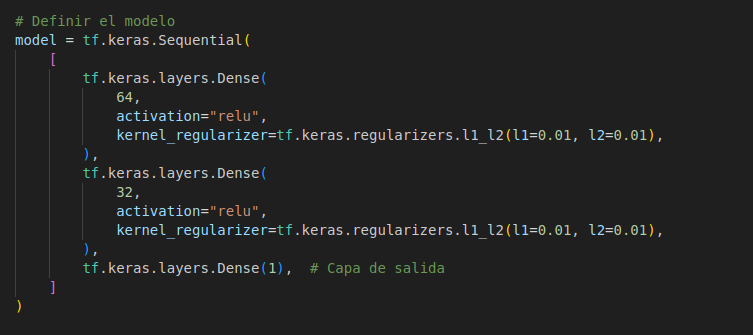 # Definir el modelo
model = tf.keras.Sequential(
    [
        tf.keras.layers.Dense(
            64,
            activation="relu",
            kernel_regularizer=tf.keras.regularizers.l1_l2(l1=0.01, l2=0.01),
        ),
        tf.keras.layers.Dense(
            32,
            activation="relu",
            kernel_regularizer=tf.keras.regularizers.l1_l2(l1=0.01, l2=0.01),
        ),
        tf.keras.layers.Dense(1),  # Capa de salida
    ]
)